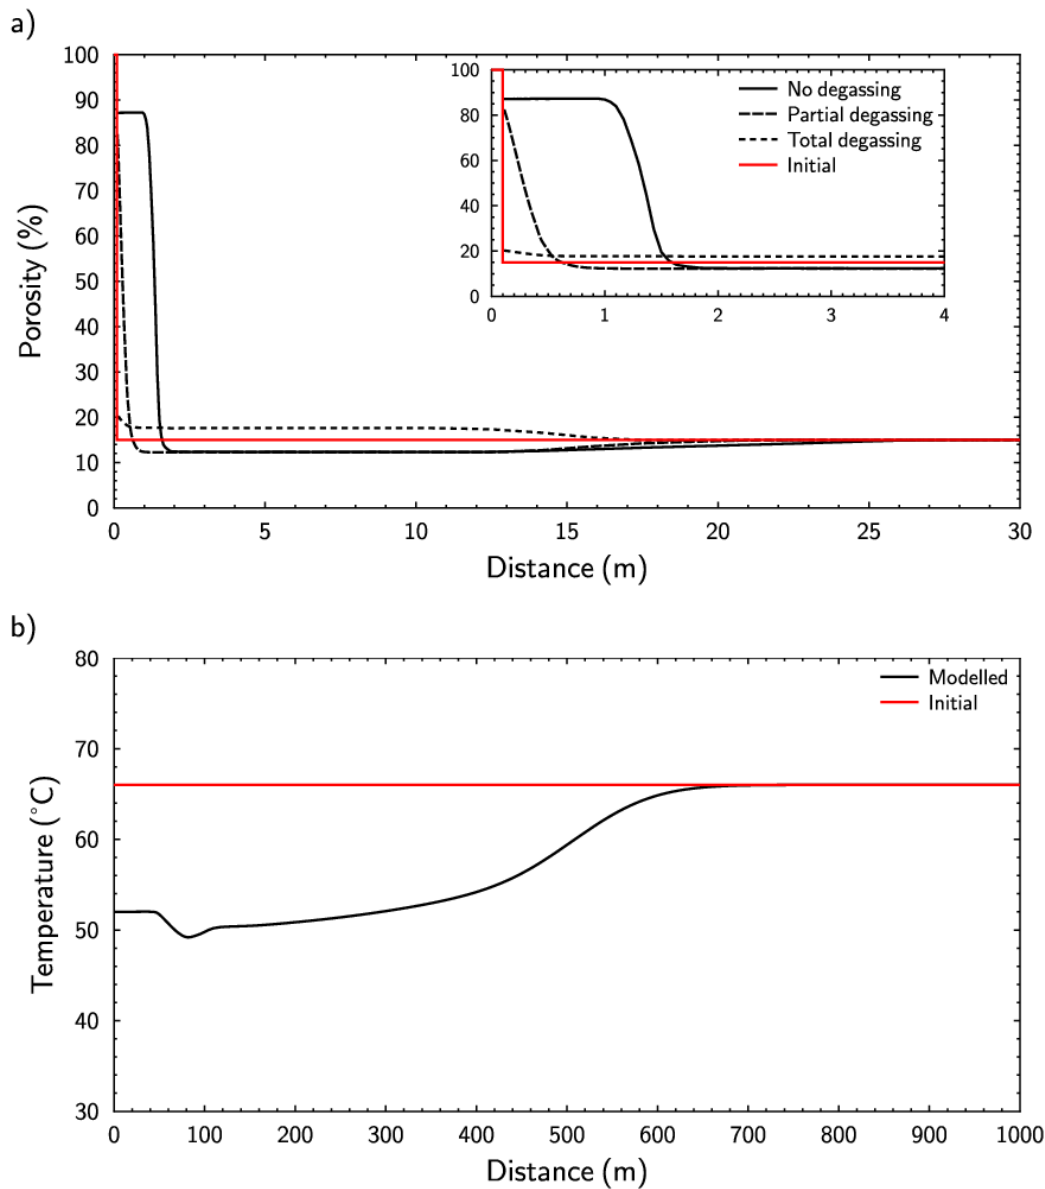 a)
100
90
80
70
60
50
40
30
20
10
0
Porosity (%)
0 5 10 15 20 25 30
Distance (m)
100
80
60
40
20
0
0 1 2 3 4
No degassing
Partial degassing
Total degassing
Initial
b)
80
70
60
50
40
30
Temperature (°C)
0 100 200 300 400 500 600 700 800 900 1000
Distance (m)
Modelled
Initial